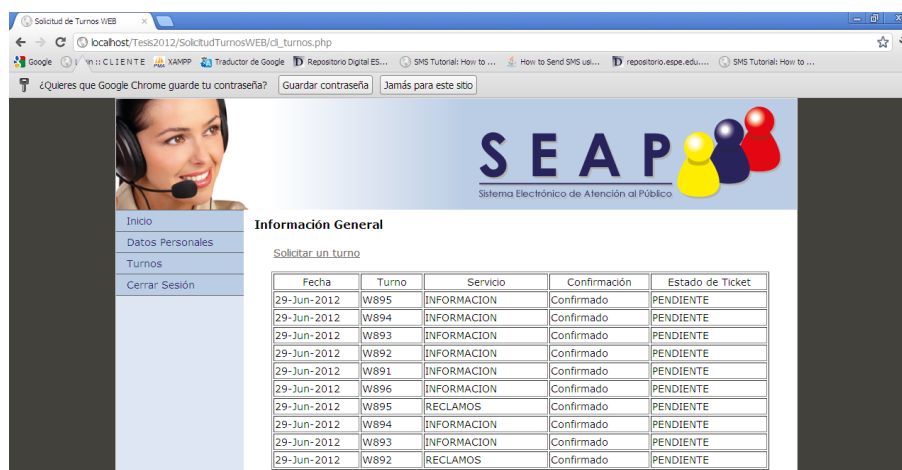 Solicitud de Turnos WEB
localhost/Tesis2012/SolicitudTurnosWEB/cli_turnos.php
Google :: C L I E N T E XAMPP Traductor de Google Repositorio Digital ES... SMS Tutorial: How to ... How to Send SMS usi... repositorio.espe.edu.... SMS Tutorial: How to ...
¿Quieres que Google Chrome guarde tu contraseña? Guardar contraseña Jamás para este sitio
SEAP
Sistema Electrónico de Atención al Público
Inicio
Datos Personales
Turnos
Cerrar Sesión
Información General
Solicitar un turno
Fecha Turno Servicio Confirmación Estado de Ticket
29-Jun-2012 W895 INFORMACION Confirmado PENDIENTE
29-Jun-2012 W894 INFORMACION Confirmado PENDIENTE
29-Jun-2012 W893 INFORMACION Confirmado PENDIENTE
29-Jun-2012 W892 INFORMACION Confirmado PENDIENTE
29-Jun-2012 W891 INFORMACION Confirmado PENDIENTE
29-Jun-2012 W896 INFORMACION Confirmado PENDIENTE
29-Jun-2012 W895 RECLAMOS Confirmado PENDIENTE
29-Jun-2012 W894 INFORMACION Confirmado PENDIENTE
29-Jun-2012 W893 INFORMACION Confirmado PENDIENTE
29-Jun-2012 W892 RECLAMOS Confirmado PENDIENTE